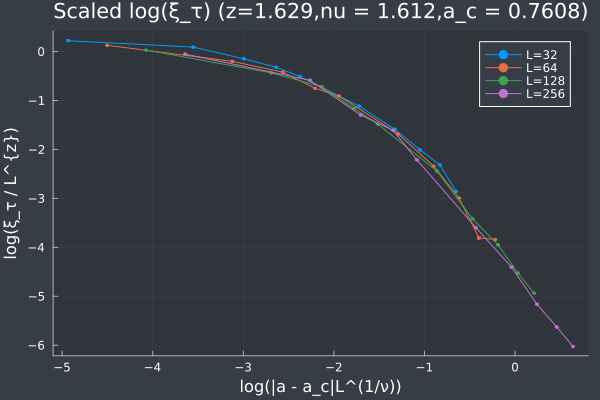 Scaled log(ξ_τ) (z=1.629,nu = 1.612,a_c = 0.7608)
L=32
L=64
L=128
L=256
log(ξ_τ / L^{z})
0
−1
−2
−3
−4
−5
−6
−5 −4 −3 −2 −1 0
log(|a - a_c|L^(1/ν))